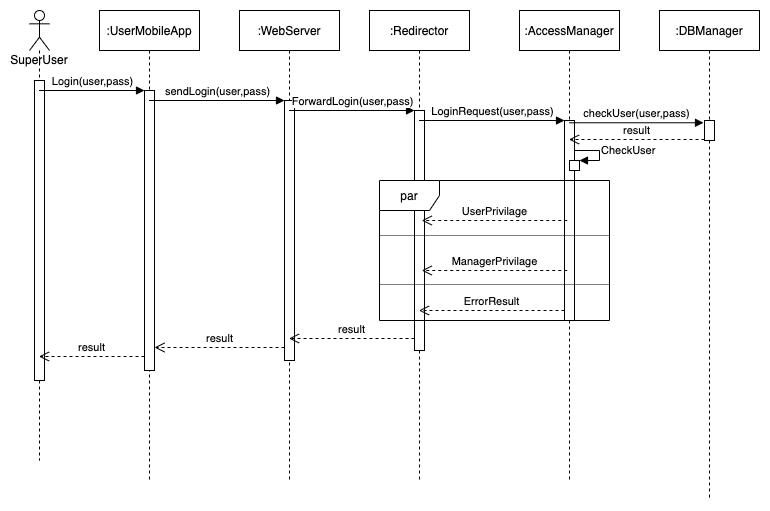 :UserMobileApp
:WebServer
:Redirector
:AccessManager
:DBManager
SuperUser
Login(user,pass)
sendLogin(user,pass)
ForwardLogin(user,pass)
LoginRequest(user,pass)
checkUser(user,pass)
result
CheckUser
par
UserPrivilage
ManagerPrivilage
ErrorResult
result
result
result